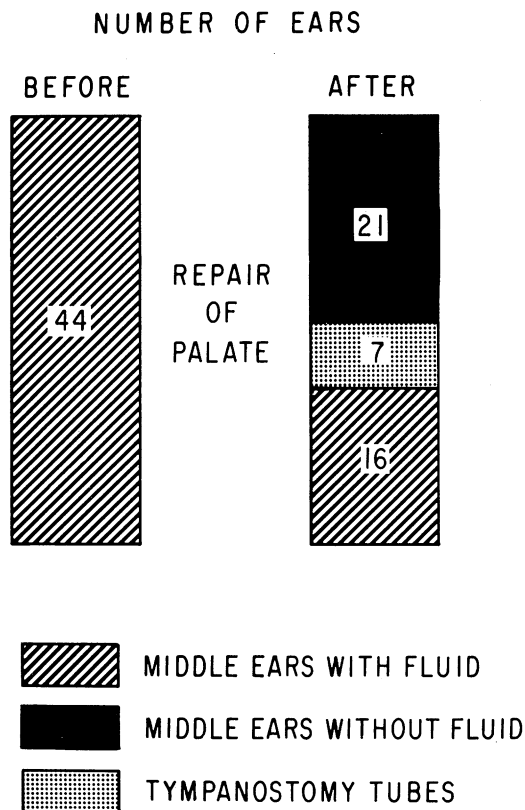 NUMBER OF EARS
BEFORE
AFTER
44
REPAIR
OF
PALATE
21
7
16
MIDDLE EARS WITH FLUID
MIDDLE EARS WITHOUT FLUID
TYMPANOSTOMY TUBES